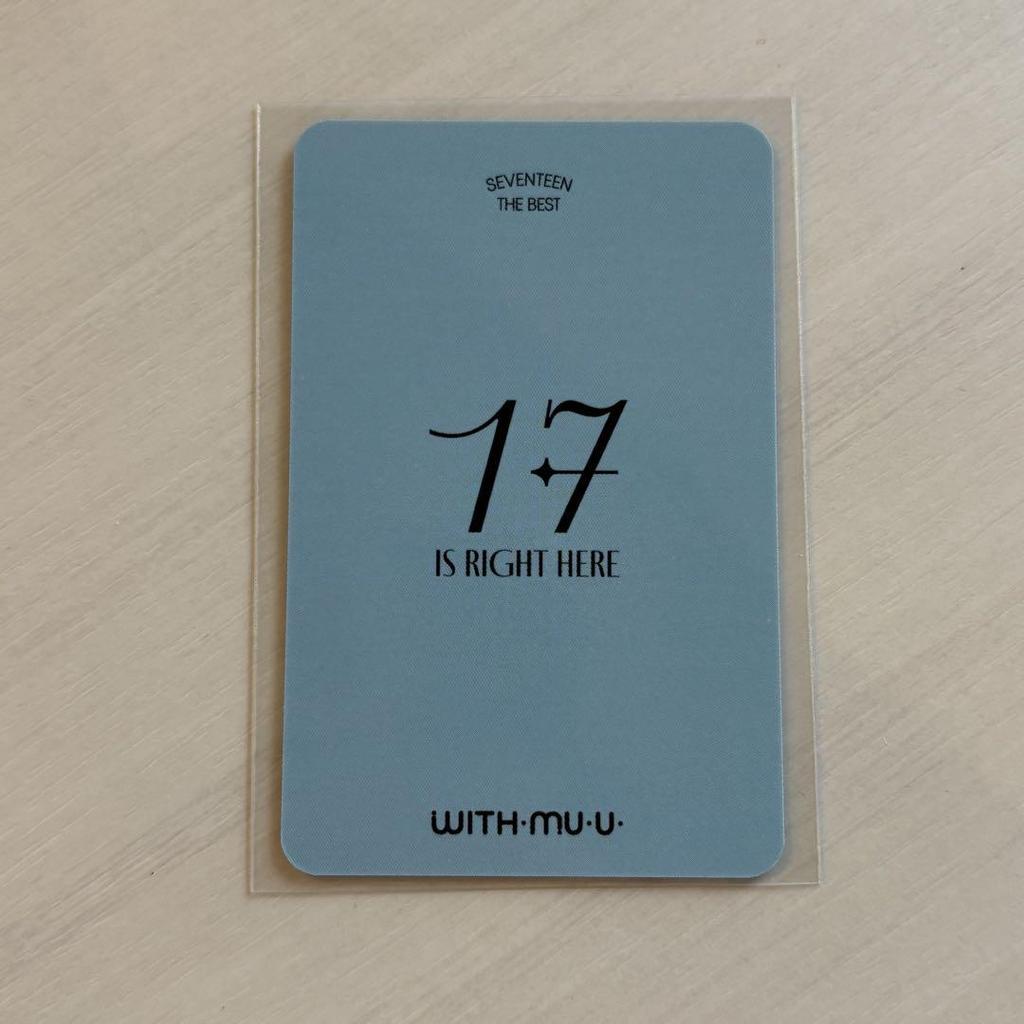 SEVENTEEN
THE BEST
17
IS RIGHT HERE
WITH·MU·U·